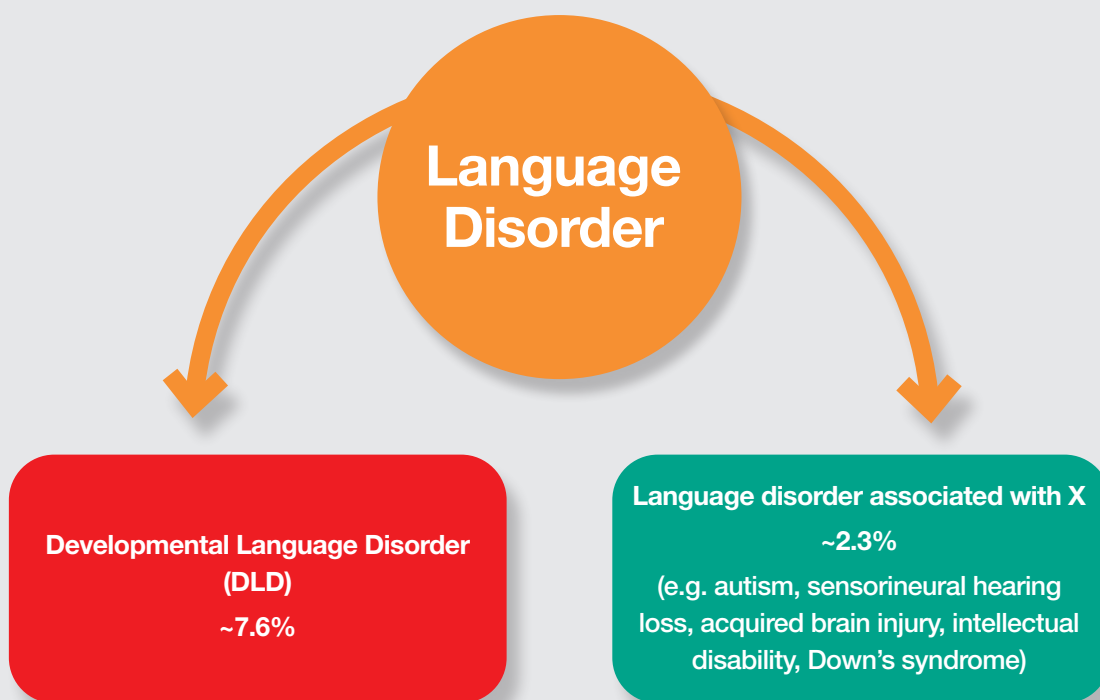 Language
Disorder
Developmental Language Disorder
(DLD)
~7.6%
Language disorder associated with X
~2.3%
(e.g. autism, sensorineural hearing
loss, acquired brain injury, intellectual
disability, Down’s syndrome)